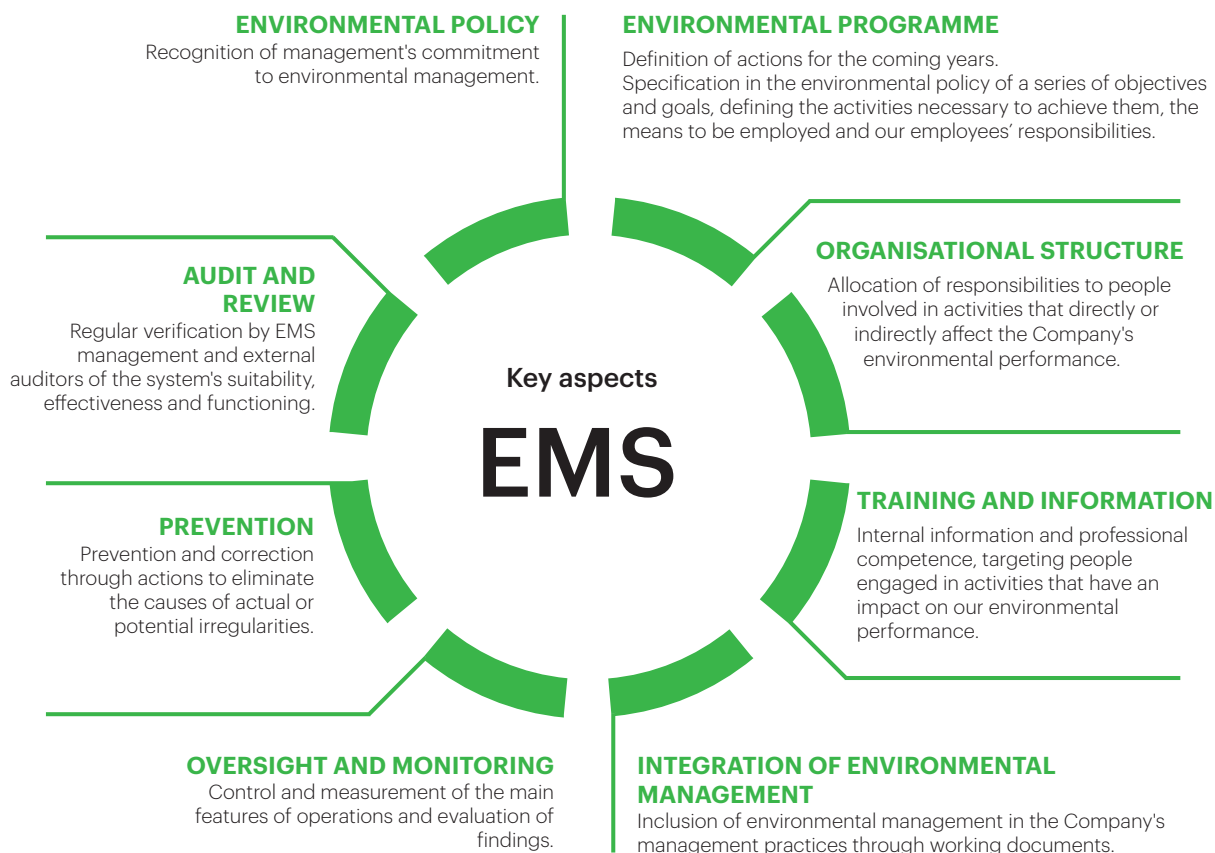 ENVIRONMENTAL POLICY
Recognition of management's commitment
to environmental management.
ENVIRONMENTAL PROGRAMME
Definition of actions for the coming years.
Specification in the environmental policy of a series of objectives
and goals, defining the activities necessary to achieve them, the
means to be employed and our employees’ responsibilities.
ORGANISATIONAL STRUCTURE
Allocation of responsibilities to people
involved in activities that directly or
indirectly affect the Company's
environmental performance.
AUDIT AND
REVIEW
Regular verification by EMS
management and external
auditors of the system's suitability,
effectiveness and functioning.
Key aspects
EMS
TRAINING AND INFORMATION
Internal information and professional
competence, targeting people
engaged in activities that have an
impact on our environmental
performance.
PREVENTION
Prevention and correction
through actions to eliminate
the causes of actual or
potential irregularities.
OVERSIGHT AND MONITORING
Control and measurement of the main
features of operations and evaluation of
findings.
INTEGRATION OF ENVIRONMENTAL
MANAGEMENT
Inclusion of environmental management in the Company's
management practices through working documents.